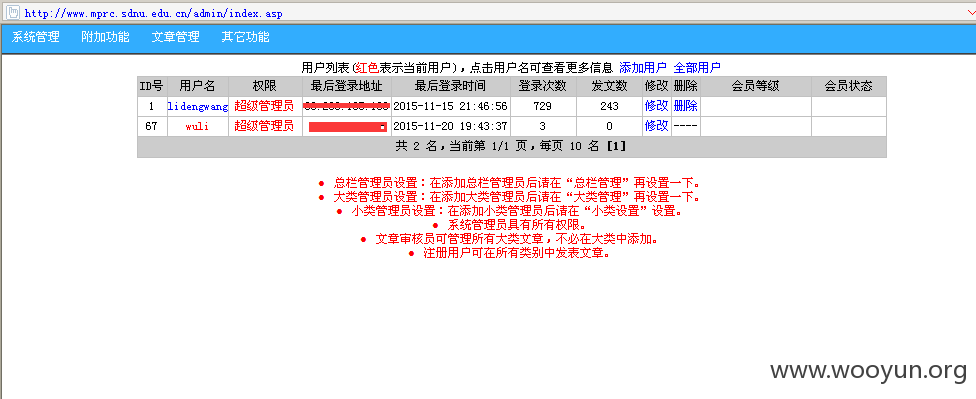 http://www.mprc.sdnu.edu.cn/admin/index.asp
系统管理 附加功能 文章管理 其它功能
用户列表(红色表示当前用户)，点击用户名可查看更多信息 添加用户 全部用户
ID号 用户名 权限 最后登录地址 最后登录时间 登录次数 发文数 修改 删除 会员等级 会员状态
1 lidengwang 超级管理员 2015-11-15 21:46:56 729 243 修改 删除
67 wuli 超级管理员 2015-11-20 19:43:37 3 0 修改 ----
共 2 名，当前第 1/1 页，每页 10 名 [1]
● 总栏管理员设置：在添加总栏管理员后请在“总栏管理”再设置一下。
● 大类管理员设置：在添加大类管理员后请在“大类管理”再设置一下。
● 小类管理员设置：在添加小类管理员后请在“小类设置”设置。
● 系统管理员具有所有权限。
● 文章审核员可管理所有大类文章，不必在大类中添加。
● 注册用户可在所有类别中发表文章。
www.wooyun.org